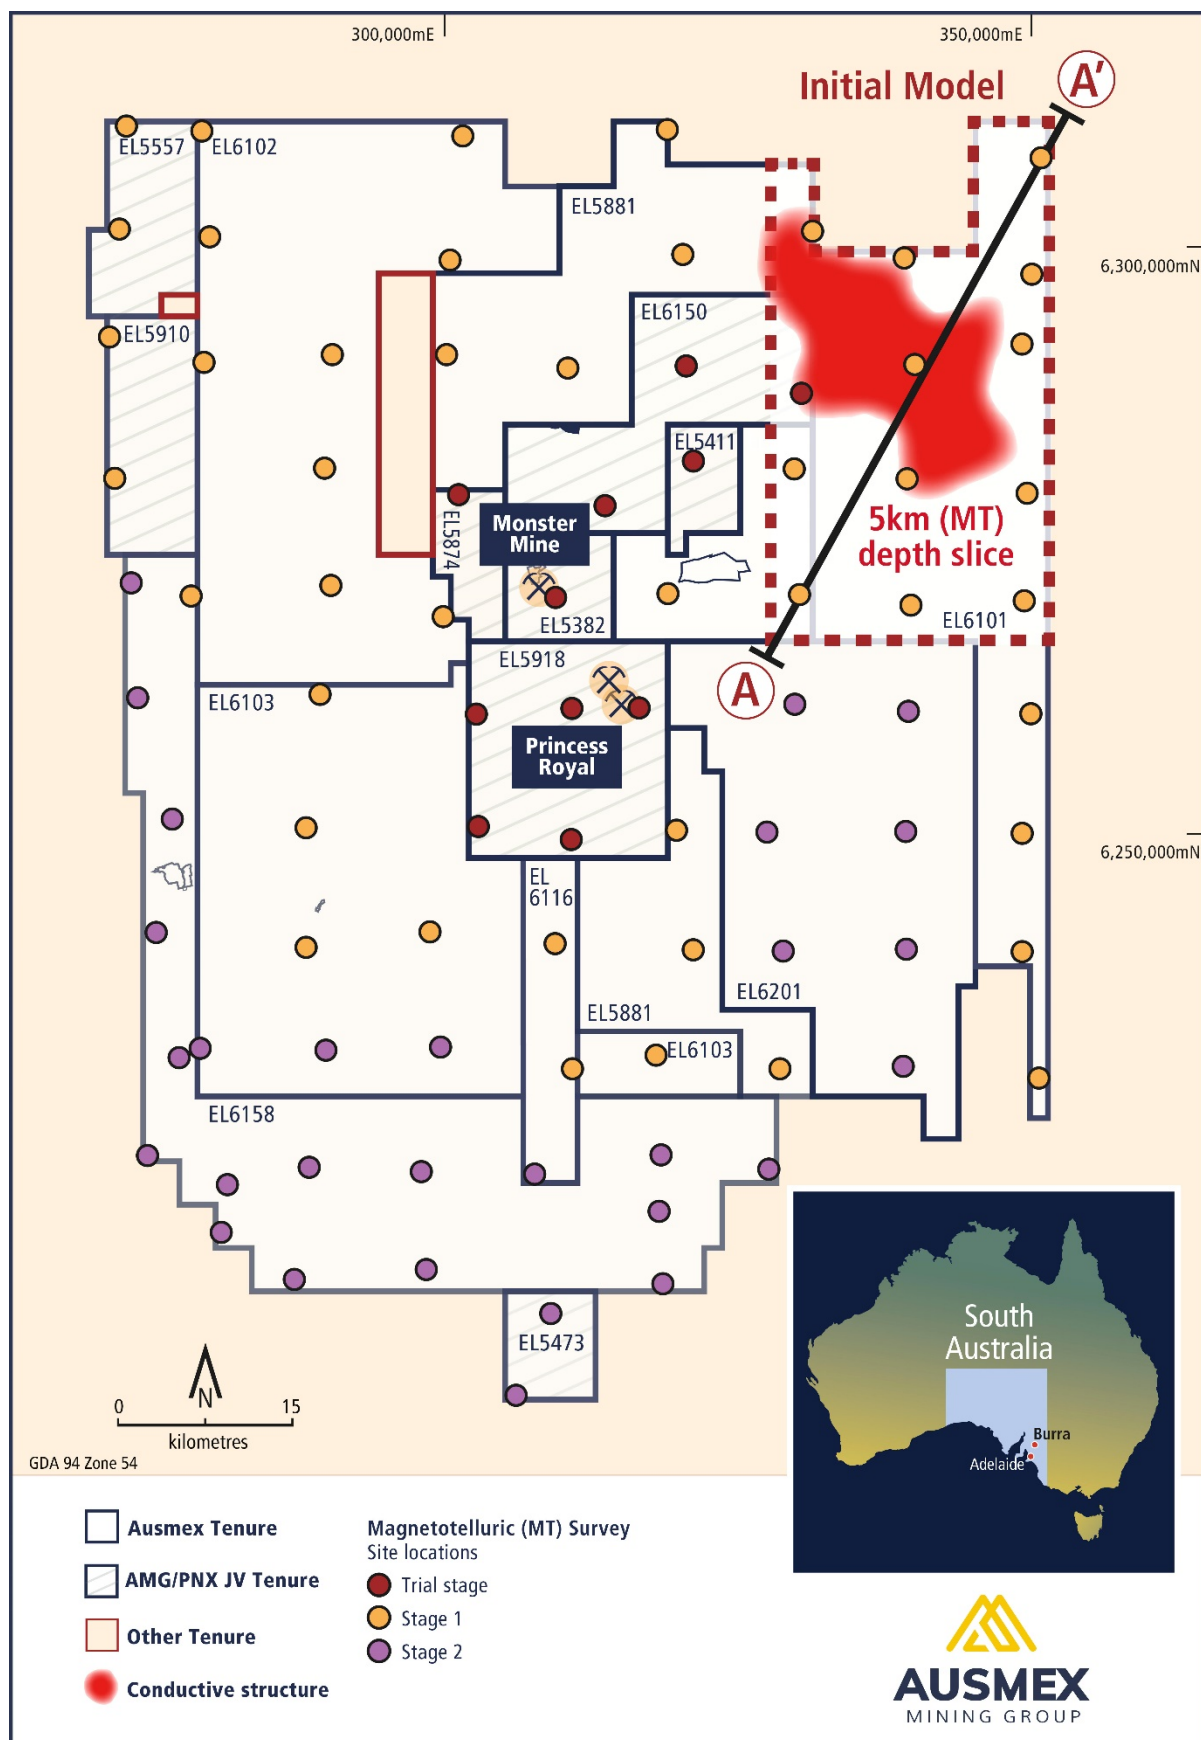 300,000mE
350,000mE
Initial Model
A'
EL5557
EL6102
EL5881
6,300,000mN
EL6150
EL5910
EL5411
EL5874
Monster
Mine
5km (MT)
depth slice
EL5382
EL6101
EL5918
A
EL6103
Princess
Royal
6,250,000mN
EL
6116
EL6201
EL5881
EL6103
EL6158
EL5473
N
0
15
kilometres
GDA 94 Zone 54
South
Australia
Burra
Adelaide
Ausmex Tenure
AMG/PNX JV Tenure
Other Tenure
Conductive structure
Magnetotelluric (MT) Survey
Site locations
Trial stage
Stage 1
Stage 2
AUSMEX
MINING GROUP